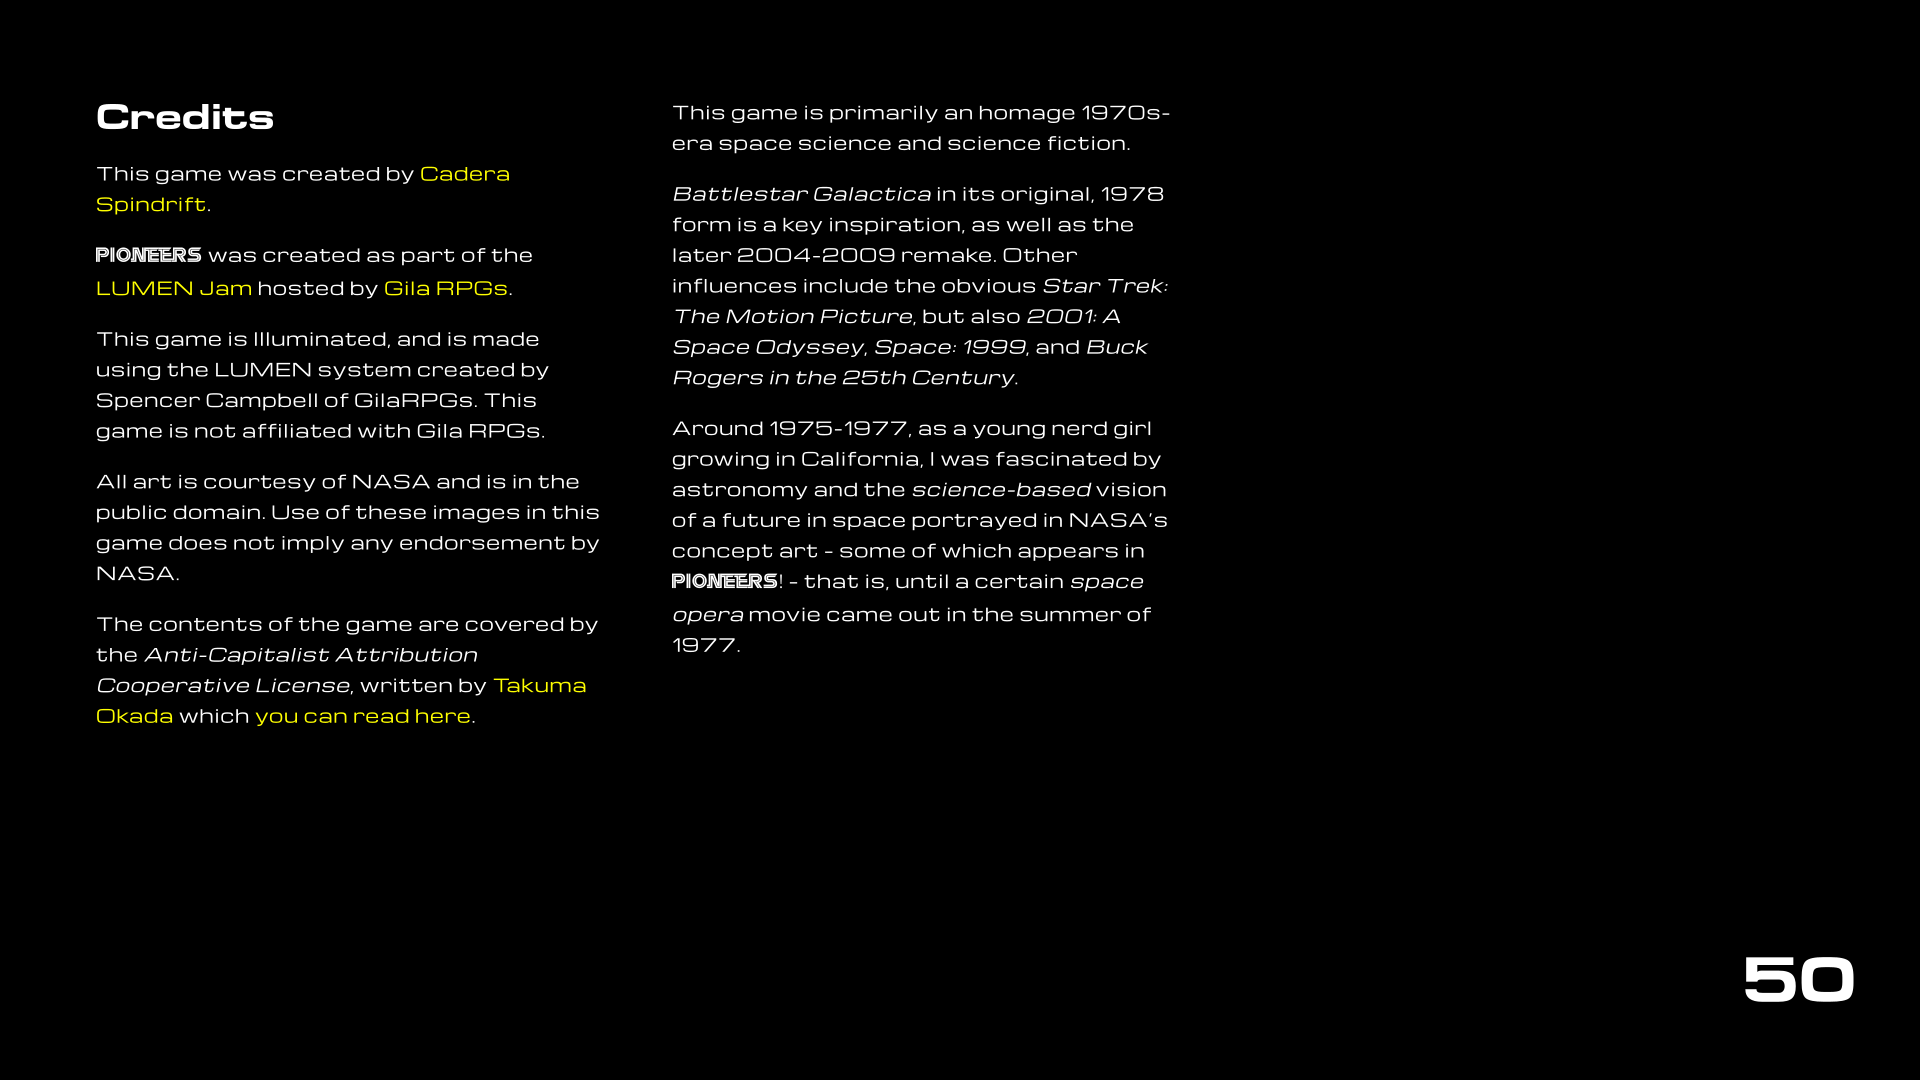 Credits
This game was created by Cadera
Spindrift.
PIONEERS was created as part of the
LUMEN Jam hosted by Gila RPGs.
This game is Illuminated, and is made
using the LUMEN system created by
Spencer Campbell of GilaRPGs. This
game is not affiliated with Gila RPGs.
All art is courtesy of NASA and is in the
public domain. Use of these images in this
game does not imply any endorsement by
NASA.
The contents of the game are covered by
the Anti-Capitalist Attribution
Cooperative License, written by Takuma
Okada which you can read here.
This game is primarily an homage 1970s-
era space science and science fiction.
Battlestar Galactica in its original, 1978
form is a key inspiration, as well as the
later 2004-2009 remake. Other
influences include the obvious Star Trek:
The Motion Picture, but also 2001: A
Space Odyssey, Space: 1999, and Buck
Rogers in the 25th Century.
Around 1975-1977, as a young nerd girl
growing in California, I was fascinated by
astronomy and the science-based vision
of a future in space portrayed in NASA's
concept art - some of which appears in
PIONEERS! - that is, until a certain space
opera movie came out in the summer of
1977.
50